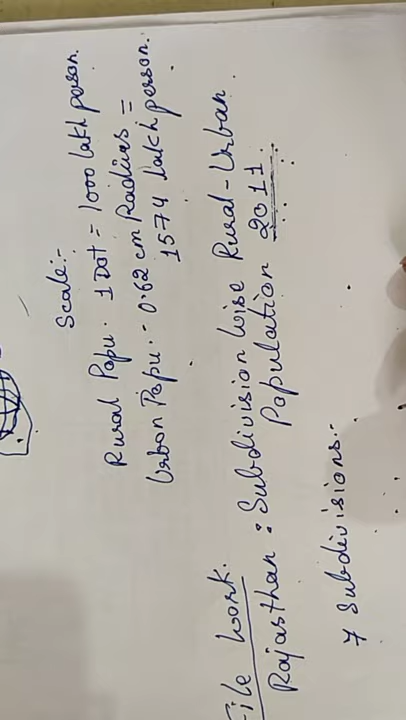 Scale:-
Rural Popu. 1 Dot = 1000 lakh person.
Urban Popu.- 0.62 cm Radius =
1574 lakh person.
File work.
Rajasthan : Subdivision Wise Rural-Urban
Population 2011.
7 Subdivisions.-